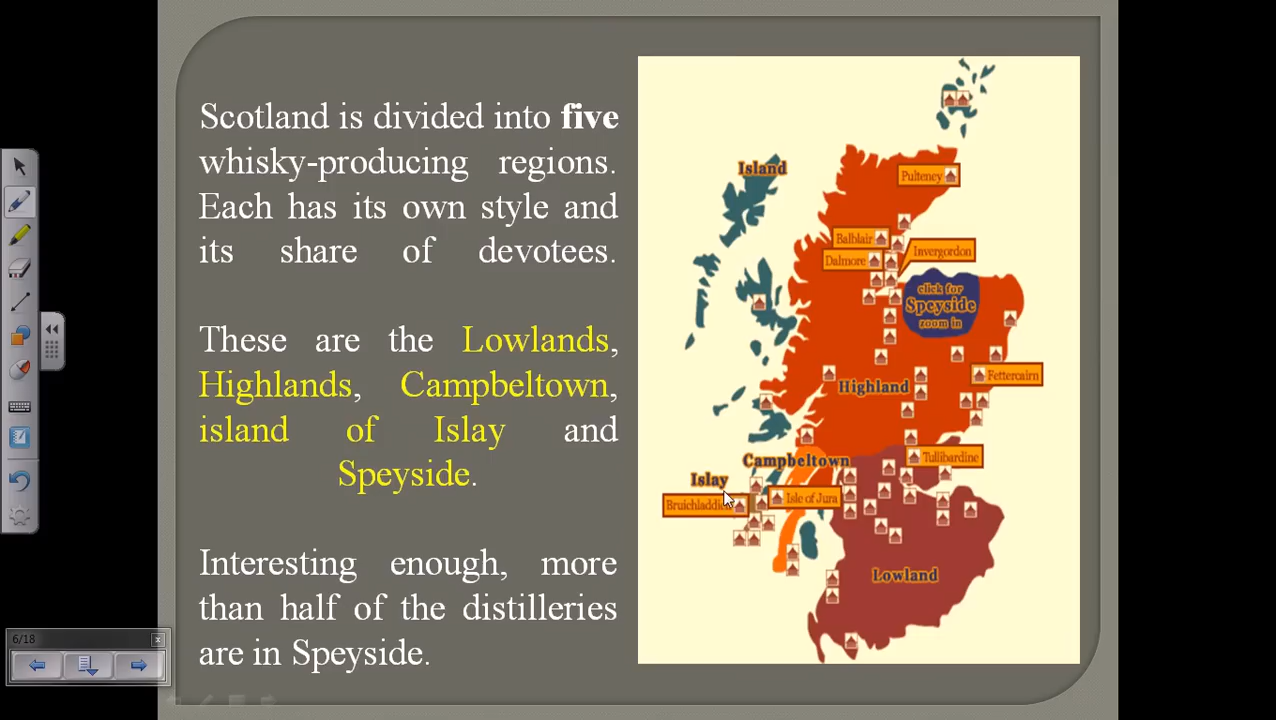 Scotland is divided into five
whisky-producing regions.
Each has its own style and
its share of devotees.
These are the Lowlands,
Highlands, Campbeltown,
island of Islay and
Speyside.
Interesting enough, more
than half of the distilleries
are in Speyside.
Island
Pulteney
Balblair
Invergordon
Dalmore
click for
Speyside
zoom in
Fettercairn
Highland
Campbeltown
Tullibardine
Islay
Isle of Jura
Bruichladdic
Lowland
6/18
x